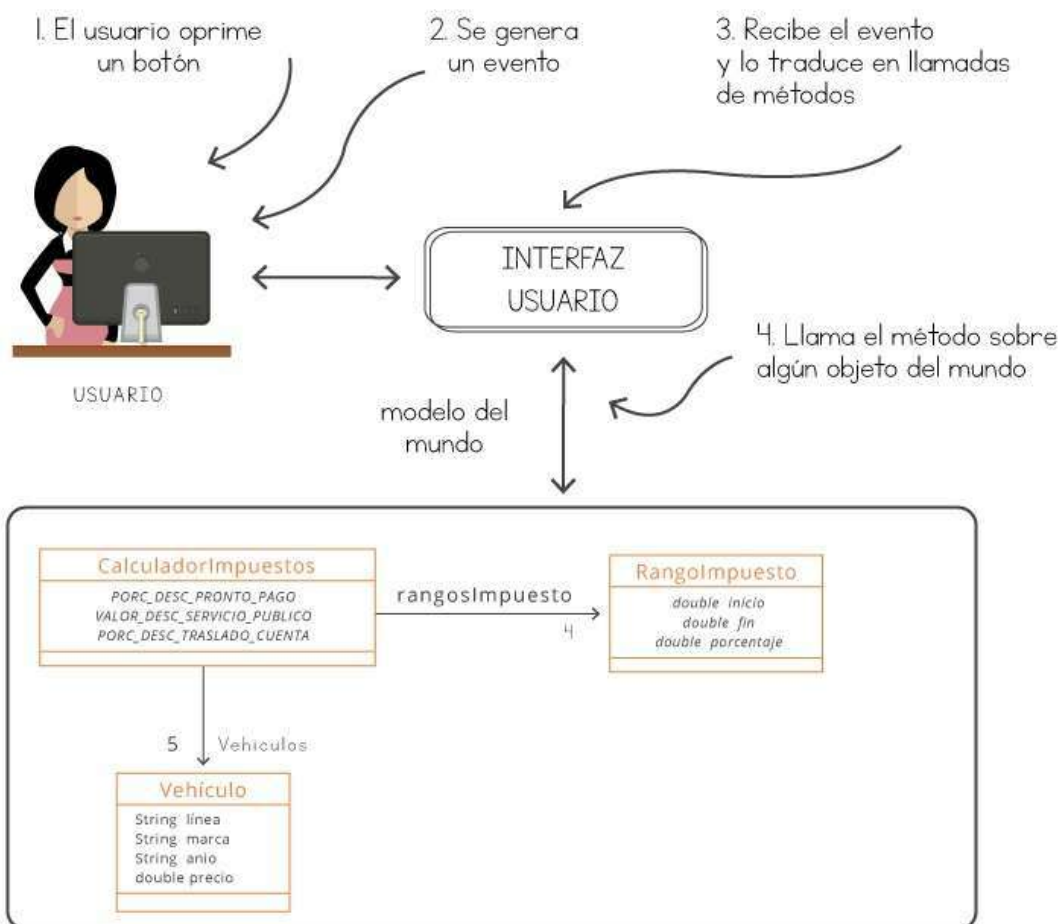 1. El usuario oprime
un botón
2. Se genera
un evento
3. Recibe el evento
y lo traduce en llamadas
de métodos
INTERFAZ
USUARIO
4. Llama el método sobre
algún objeto del mundo
USUARIO
modelo del
mundo
CalculadorImpuestos
PORC_DESC_PRONTO_PAGO
VALOR_DESC_SERVICIO_PUBLICO
PORC_DESC_TRASLADO_CUENTA
rangosImpuesto
4
RangoImpuesto
double inicio
double fin
double porcentaje
5 Vehiculos
Vehículo
String línea
String marca
String anio
double precio